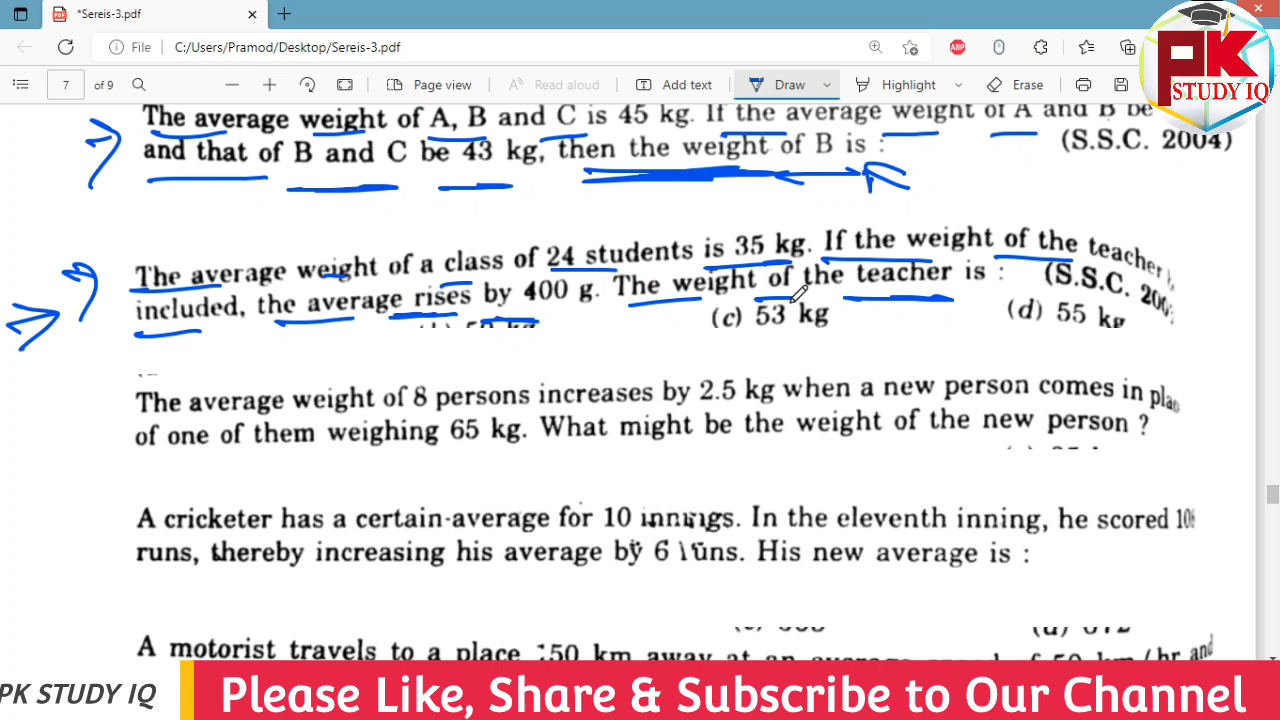 *Sereis-3.pdf
File C:/Users/Pramod/Desktop/Sereis-3.pdf
7 of 9 Page view Read aloud Add text Draw Highlight Erase
PK STUDY IQ
The average weight of A, B and C is 45 kg. If the average weight of A and B be
and that of B and C be 43 kg, then the weight of B is : (S.S.C. 2004)
The average weight of a class of 24 students is 35 kg. If the weight of the teacher
included, the average rises by 400 g. The weight of the teacher is : (S.S.C.
(c) 53 kg (d) 55 kg
The average weight of 8 persons increases by 2.5 kg when a new person comes in
of one of them weighing 65 kg. What might be the weight of the new person ?
A cricketer has a certain average for 10 innings. In the eleventh inning, he scored
runs, thereby increasing his average by 6 runs. His new average is :
A motorist travels to a place km away at an average
PK STUDY IQ Please Like, Share & Subscribe to Our Channel